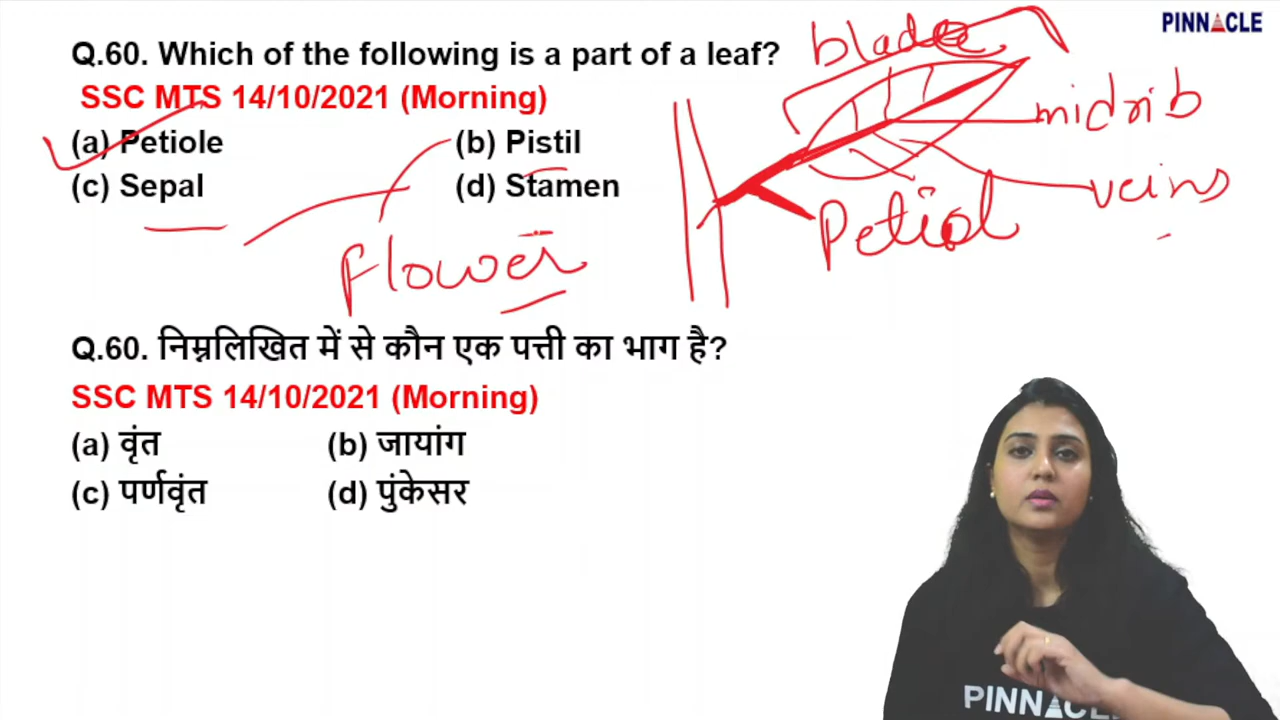 PINNACLE
Q.60. Which of the following is a part of a leaf?
SSC MTS 14/10/2021 (Morning)
(a) Petiole (b) Pistil
(c) Sepal (d) Stamen
blade
midrib
veins
Petiol
flower
Q.60. निम्नलिखित में से कौन एक पत्ती का भाग है?
SSC MTS 14/10/2021 (Morning)
(a) वृंत (b) जायांग
(c) पर्णवृंत (d) पुंकेसर
PINNACLE